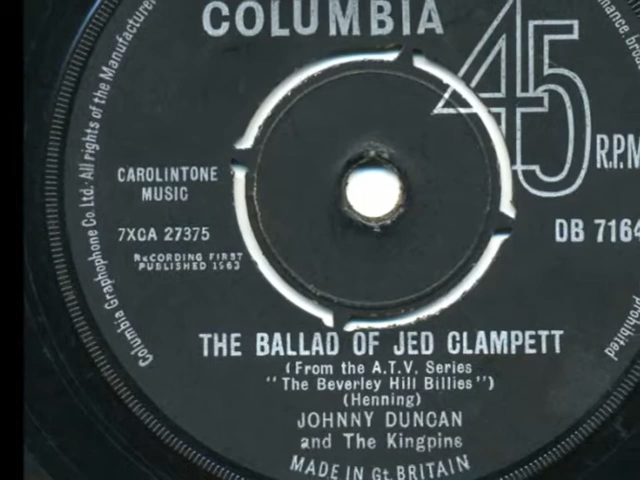 COLUMBIA
45
R.P.M
CAROLINTONE
MUSIC
7XCA 27375
RECORDING FIRST
PUBLISHED 1963
DB 7164
THE BALLAD OF JED CLAMPETT
(From the A.T.V. Series
"The Beverley Hill Billies")
(Henning)
JOHNNY DUNCAN
and The Kingpins
MADE IN Gt. BRITAIN
Columbia Graphophone Co. Ltd. All rights of the Manufacturer
rmance, broa
prohibited